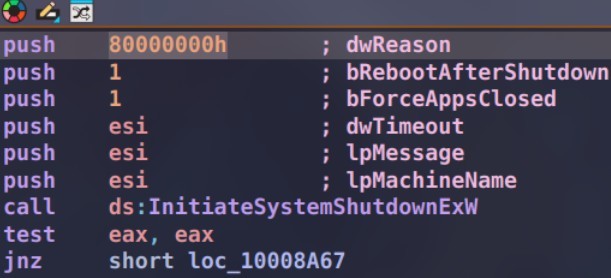 push 80000000h ; dwReason
push 1 ; bRebootAfterShutdown
push 1 ; bForceAppsClosed
push esi ; dwTimeout
push esi ; lpMessage
push esi ; lpMachineName
call ds:InitiateSystemShutdownExW
test eax, eax
jnz short loc_10008A67